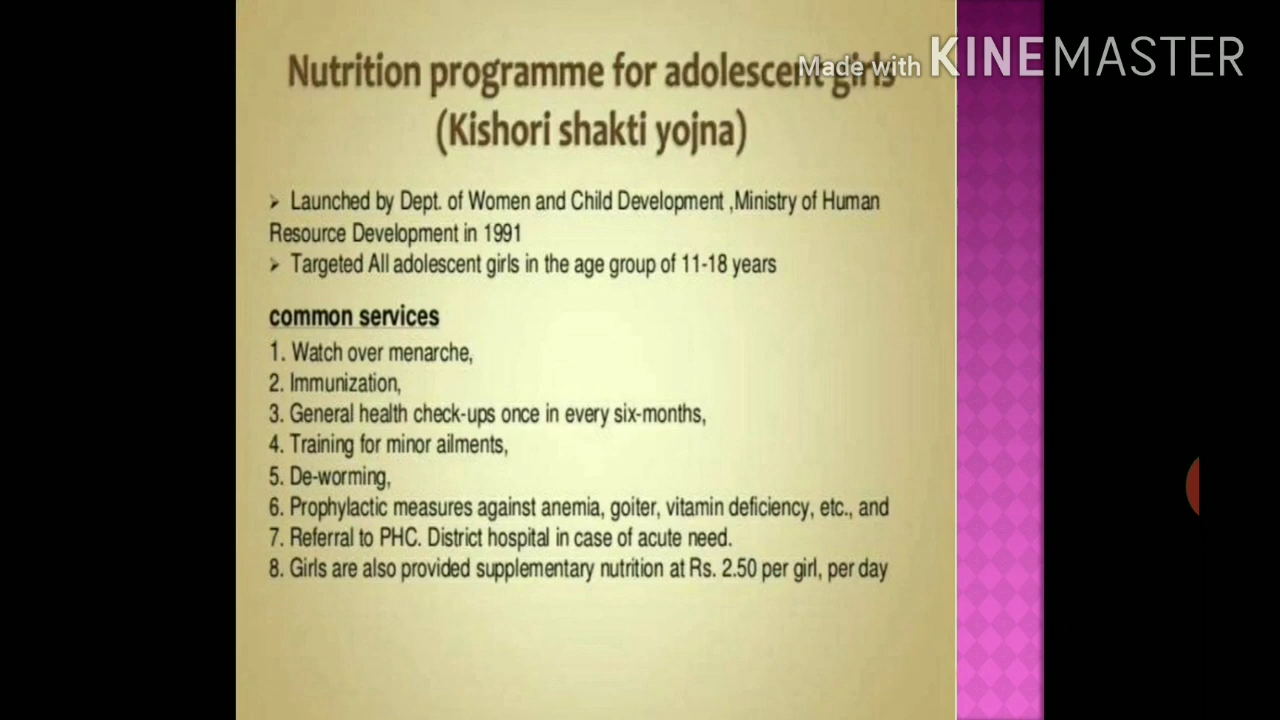 Nutrition programme for adolescent girls
Made with KINEMASTER
(Kishori shakti yojna)
➤ Launched by Dept. of Women and Child Development ,Ministry of Human
Resource Development in 1991
➤ Targeted All adolescent girls in the age group of 11-18 years
common services
1. Watch over menarche,
2. Immunization,
3. General health check-ups once in every six-months,
4. Training for minor ailments,
5. De-worming,
6. Prophylactic measures against anemia, goiter, vitamin deficiency, etc., and
7. Referral to PHC. District hospital in case of acute need.
8. Girls are also provided supplementary nutrition at Rs. 2.50 per girl, per day